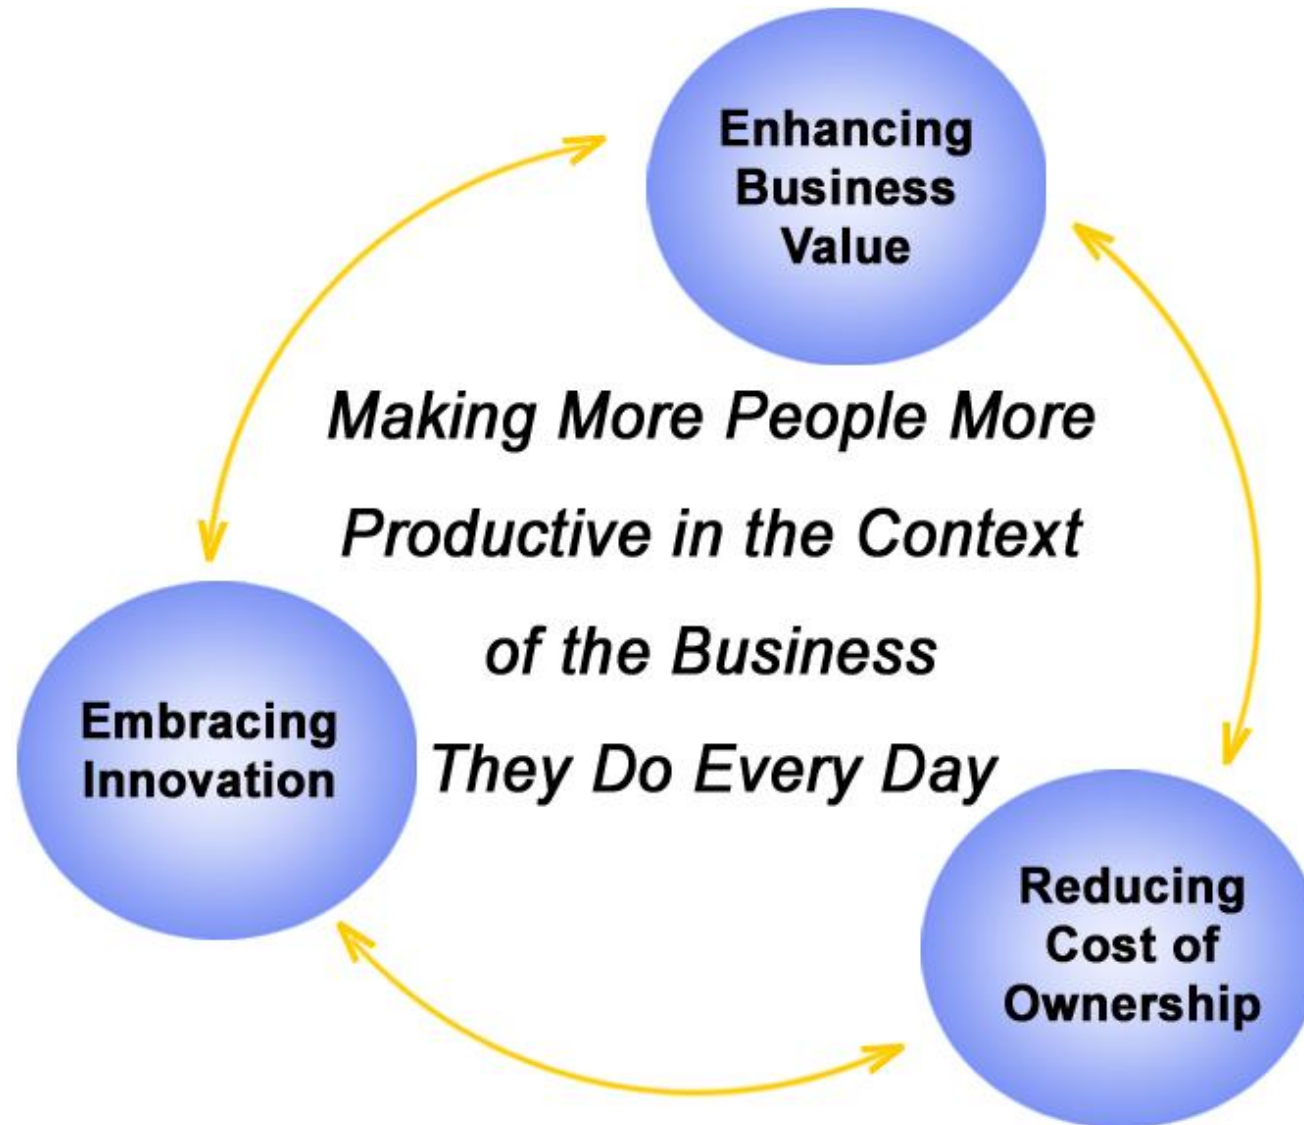 Enhancing
Business
Value
Making More People More
Productive in the Context
of the Business
They Do Every Day
Embracing
Innovation
Reducing
Cost of
Ownership